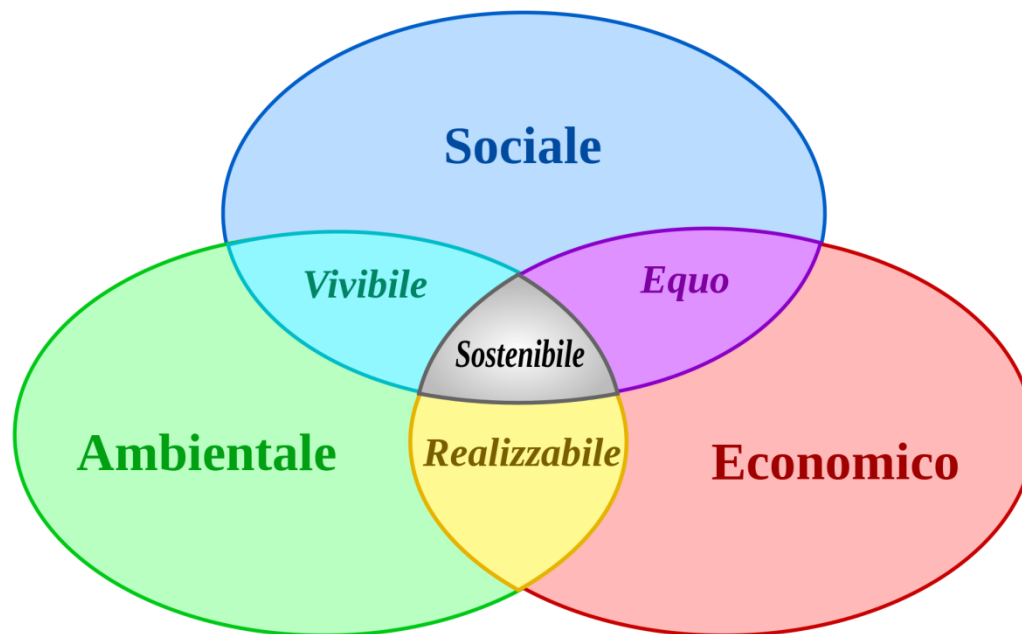 Sociale
Vivibile
Equo
Sostenibile
Ambientale
Realizzabile
Economico